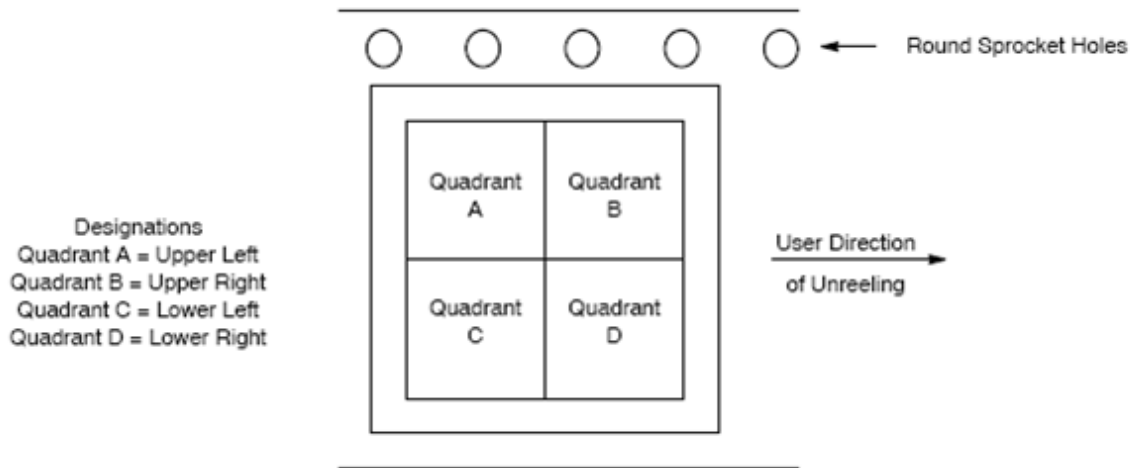 Round Sprocket Holes
Quadrant
A
Quadrant
B
Designations
Quadrant A = Upper Left
Quadrant B = Upper Right
Quadrant C = Lower Left
Quadrant D = Lower Right
User Direction
of Unreeling
Quadrant
C
Quadrant
D